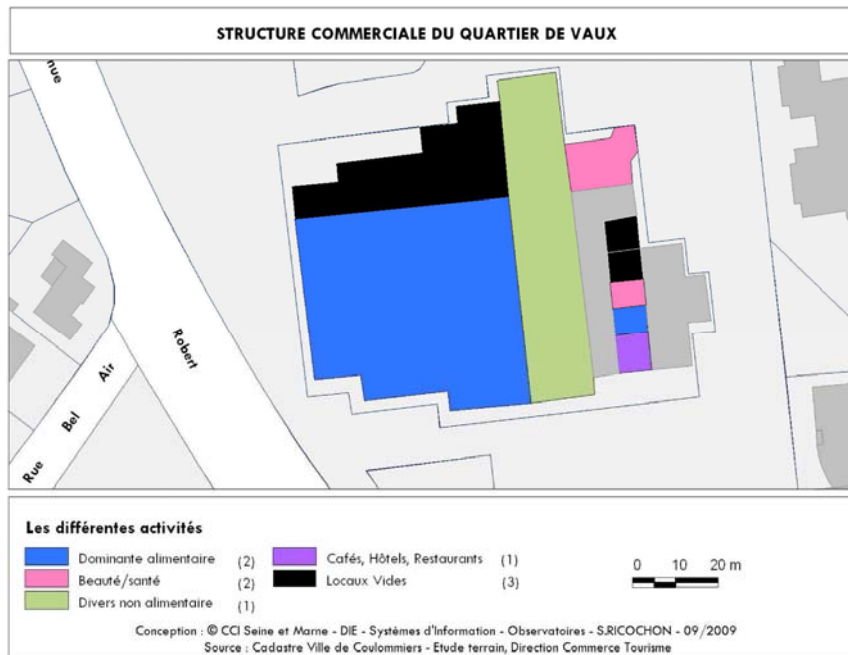 STRUCTURE COMMERCIALE DU QUARTIER DE VAUX
nue
Robert
Rue Bel Air
Les différentes activités
Dominante alimentaire (2)
Beauté/santé (2)
Divers non alimentaire (1)
Cafés, Hôtels, Restaurants (1)
Locaux Vides (3)
0 10 20 m
Conception : © CCI Seine et Marne - DIE - Systèmes d'Information - Observatoires - S.RICOCHON - 09/2009
Source : Cadastre Ville de Coulommiers - Etude terrain, Direction Commerce Tourisme